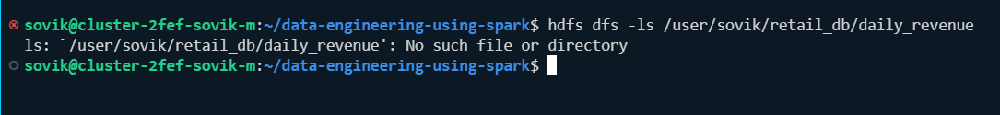 sovik@cluster-2fef-sovik-m:~/data-engineering-using-spark$ hdfs dfs -ls /user/sovik/retail_db/daily_revenue
ls: `/user/sovik/retail_db/daily_revenue': No such file or directory
sovik@cluster-2fef-sovik-m:~/data-engineering-using-spark$